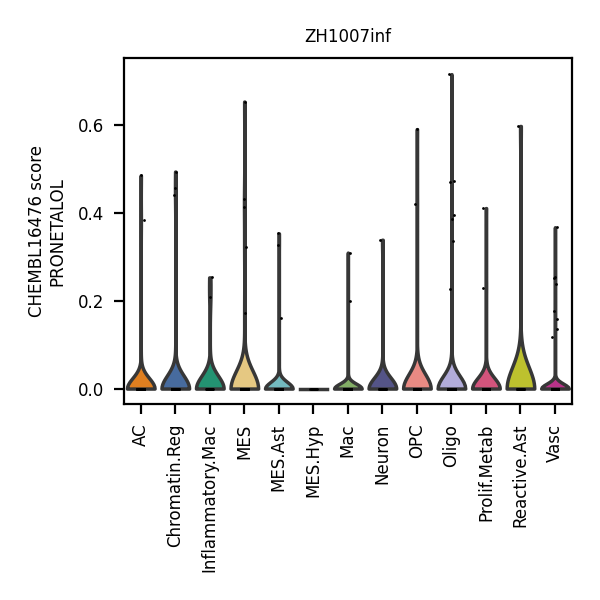 ZH1007inf
CHEMBL16476 score
PRONETALOL
0.6
0.4
0.2
0.0
AC
Chromatin.Reg
Inflammatory.Mac
MES
MES.Ast
MES.Hyp
Mac
Neuron
OPC
Oligo
Prolif.Metab
Reactive.Ast
Vasc